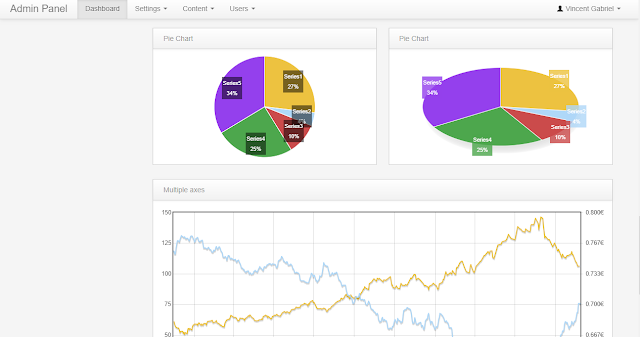 Admin Panel Dashboard Settings Content Users Vincent Gabriel
Pie Chart Pie Chart
Series1
27%
Series2
Series3
10%
Series4
25%
Series5
34%
Series1
27%
Series2
4%
Series3
10%
Series4
25%
Series5
34%
Multiple axes
150 0.800€
125 0.767€
100 0.733€
75 0.700€
50 0.667€